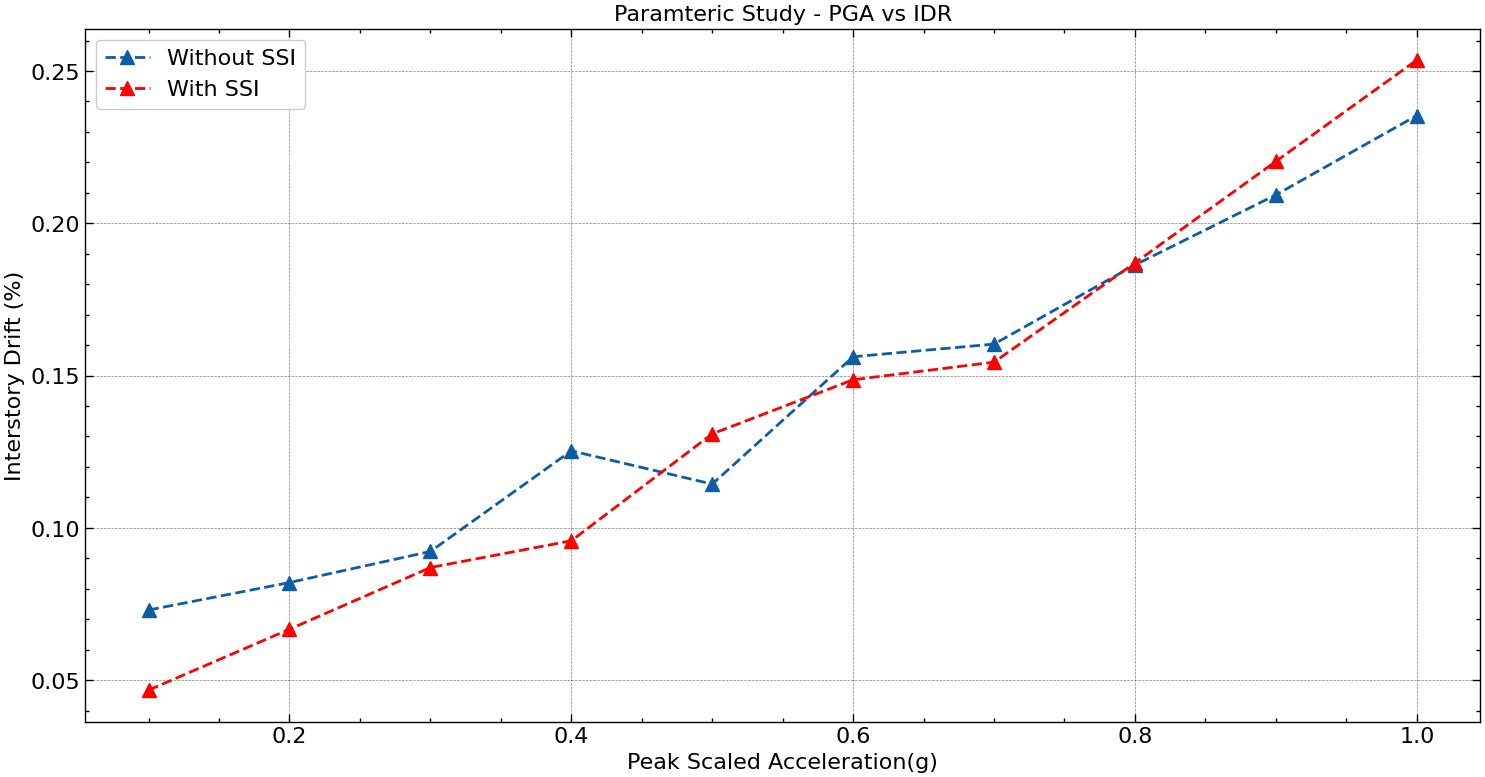 Paramteric Study - PGA vs IDR
Without SSI
With SSI
0.25
0.20
0.15
0.10
0.05
Interstory Drift (%)
0.2 0.4 0.6 0.8 1.0
Peak Scaled Acceleration(g)